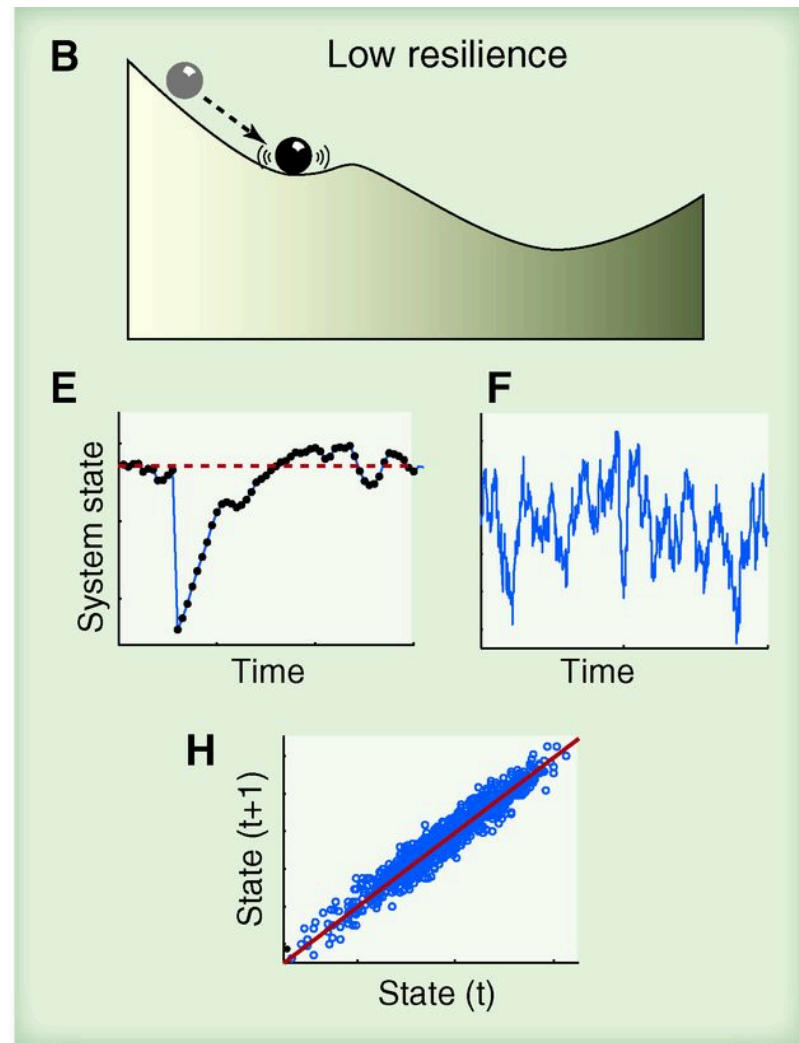 B
Low resilience
E
F
System state
Time
Time
H
State (t+1)
State (t)